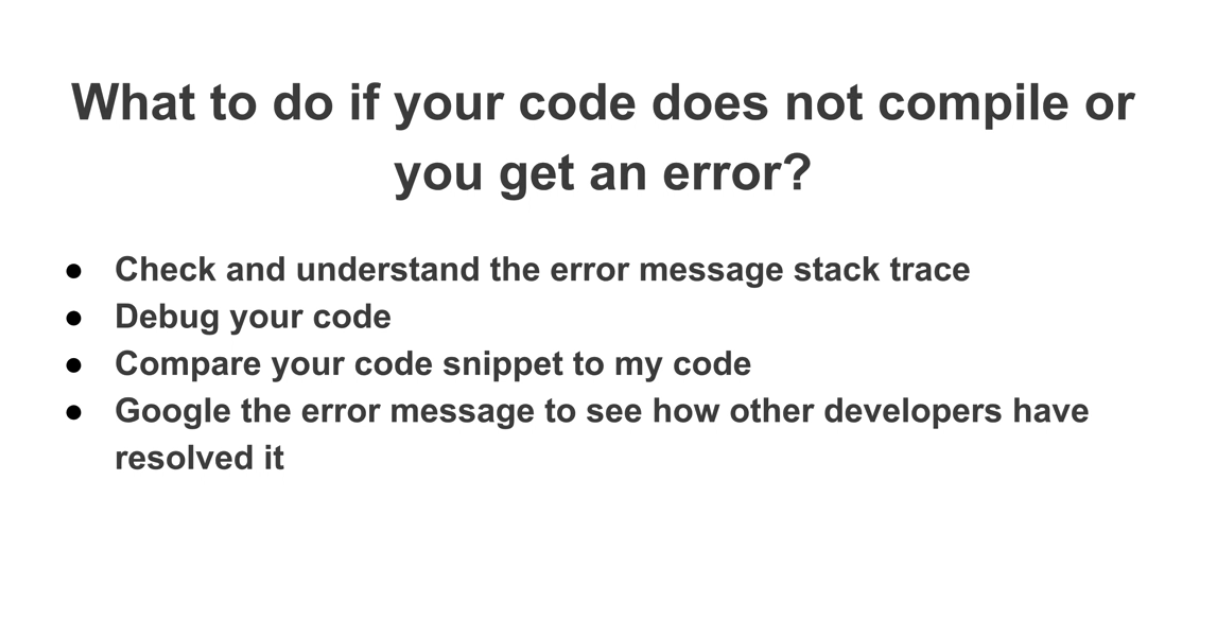 What to do if your code does not compile or
you get an error?
● Check and understand the error message stack trace
● Debug your code
● Compare your code snippet to my code
● Google the error message to see how other developers have
resolved it